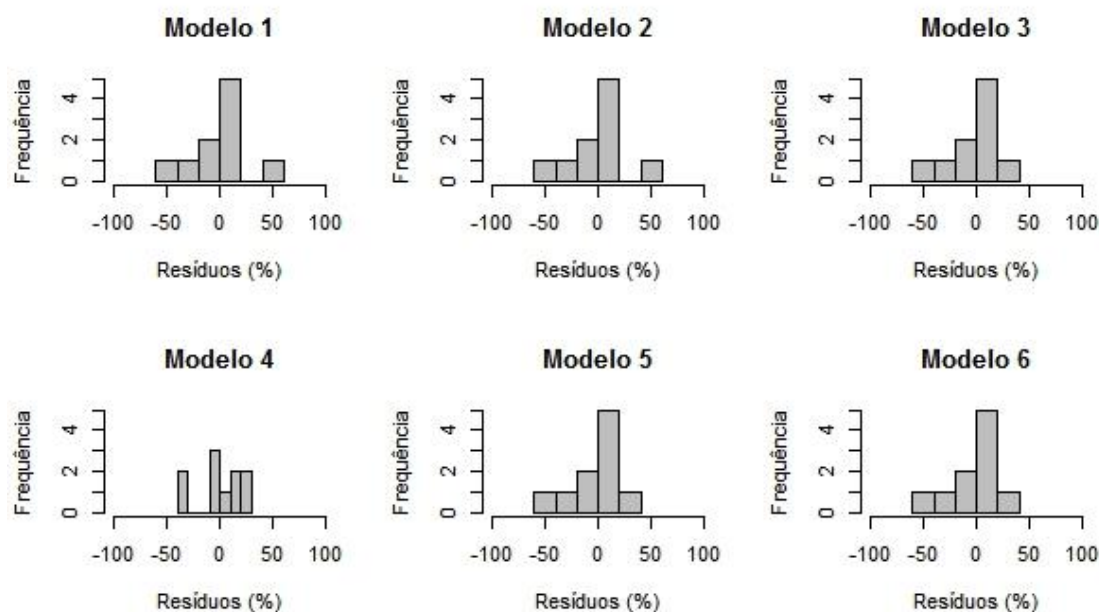 Modelo 1
Modelo 2
Modelo 3
Frequência
0 2 4
-100 -50 0 50 100
Resíduos (%)
Frequência
0 2 4
-100 -50 0 50 100
Resíduos (%)
Frequência
0 2 4
-100 -50 0 50 100
Resíduos (%)
Modelo 4
Modelo 5
Modelo 6
Frequência
0 2 4
-100 -50 0 50 100
Resíduos (%)
Frequência
0 2 4
-100 -50 0 50 100
Resíduos (%)
Frequência
0 2 4
-100 -50 0 50 100
Resíduos (%)